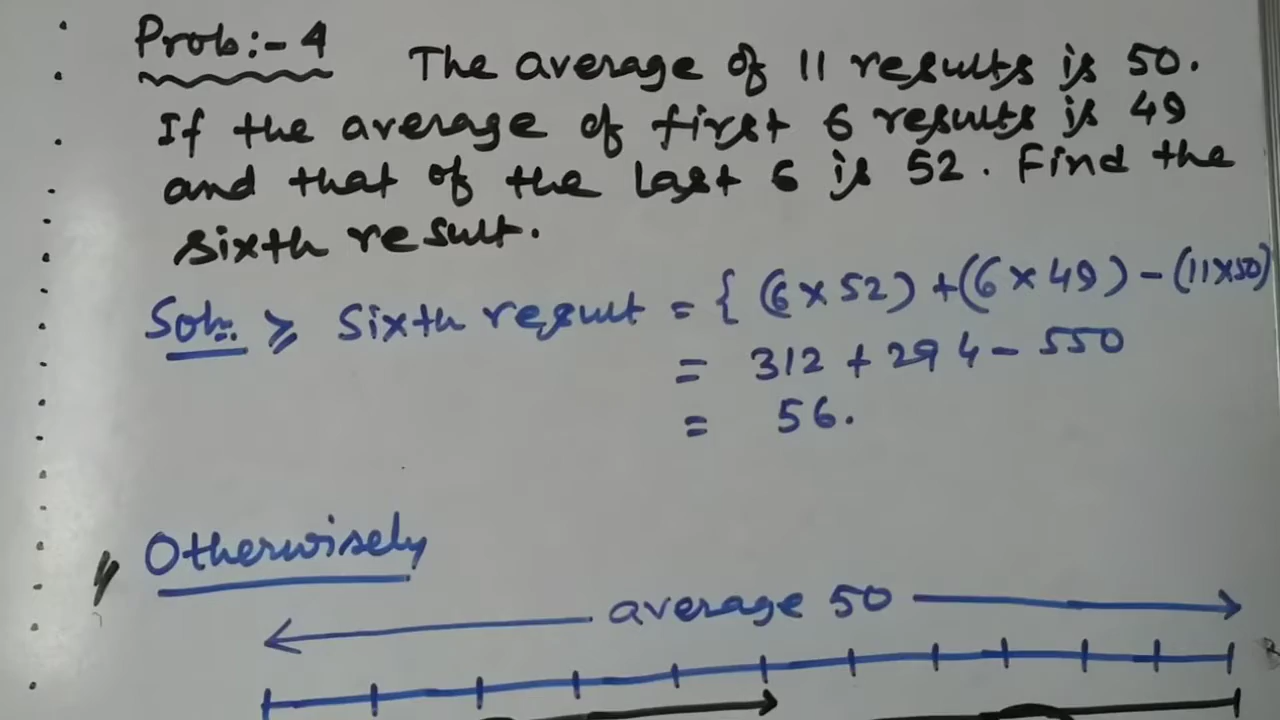 Prob:- 4 The average of 11 results is 50.
If the average of first 6 results is 49
and that of the last 6 is 52. Find the
sixth result.
Soln. ⩾ Sixth result = { (6 × 52) + (6 × 49) - (11×50)
= 312 + 294 - 550
= 56.
Otherwisely
average 50